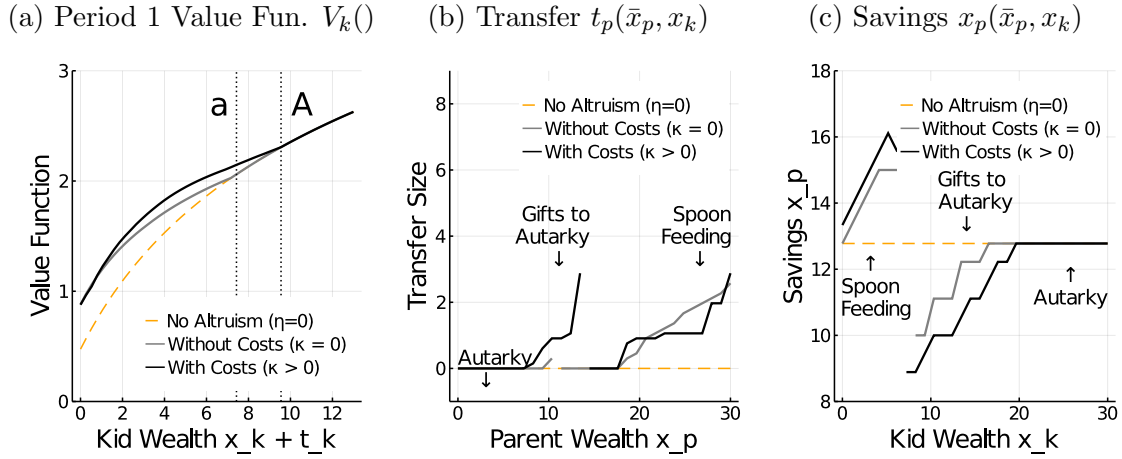 (a) Period 1 Value Fun. V_k()
3
2
1
0
Value Function
a
A
No Altruism (η=0)
Without Costs (κ = 0)
With Costs (κ > 0)
0 2 4 6 8 10 12
Kid Wealth x_k + t_k
(b) Transfer t_p(x̄_p, x_k)
8
6
4
2
0
Transfer Size
No Altruism (η=0)
Without Costs (κ = 0)
With Costs (κ > 0)
Gifts to
Autarky
↓
Spoon
Feeding
↓
Autarky
↓
0 10 20 30
Parent Wealth x_p
(c) Savings x_p(x̄_p, x_k)
16
14
12
10
8
Savings x_p
No Altruism (η=0)
Without Costs (κ = 0)
With Costs (κ > 0)
Gifts to
Autarky
↓
↑
Spoon
Feeding
↑
Autarky
0 10 20 30
Kid Wealth x_k